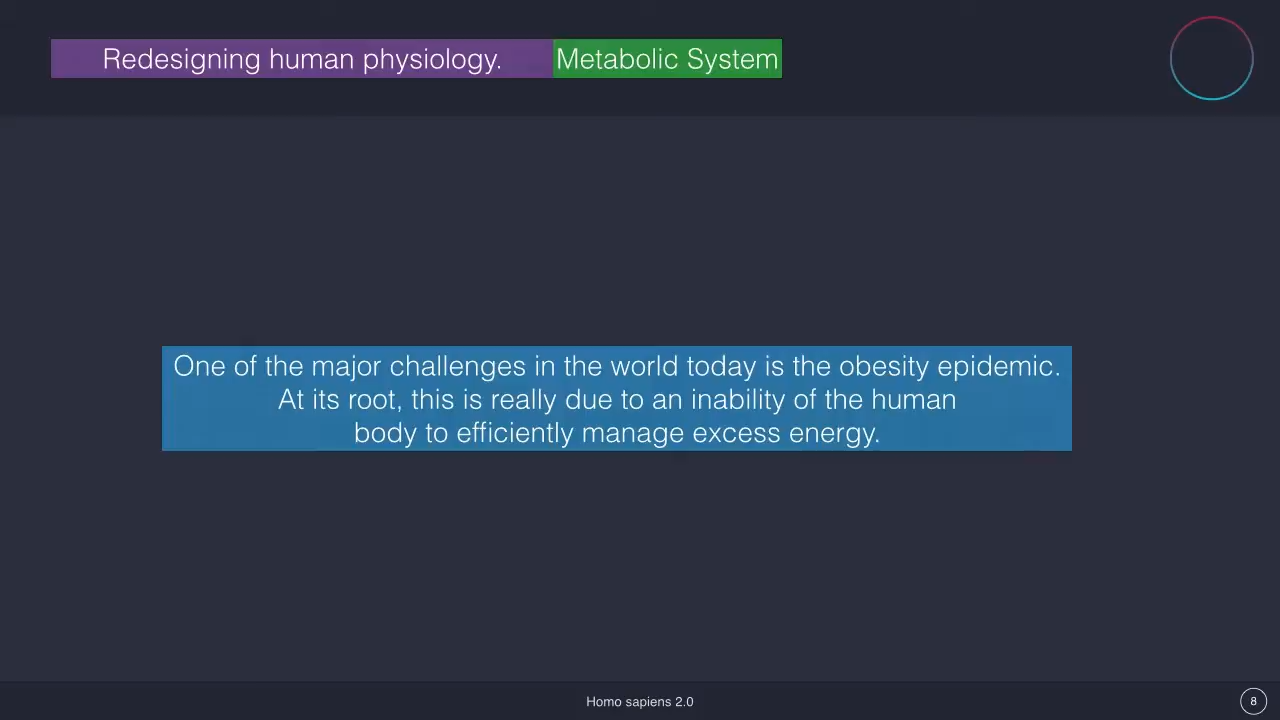 Redesigning human physiology. Metabolic System
One of the major challenges in the world today is the obesity epidemic.
At its root, this is really due to an inability of the human
body to efficiently manage excess energy.
Homo sapiens 2.0
8